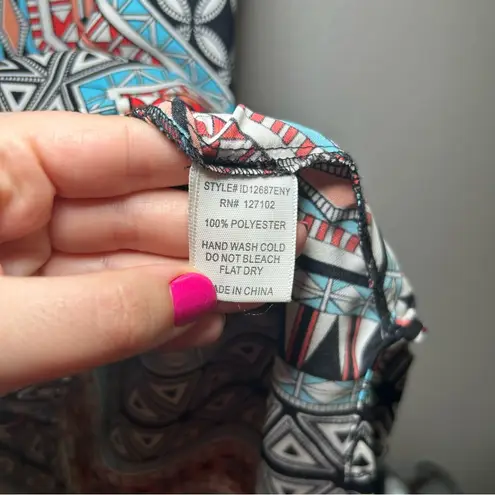 STYLE# ID12687ENY
RN# 127102
100% POLYESTER
HAND WASH COLD
DO NOT BLEACH
FLAT DRY
ADE IN CHINA